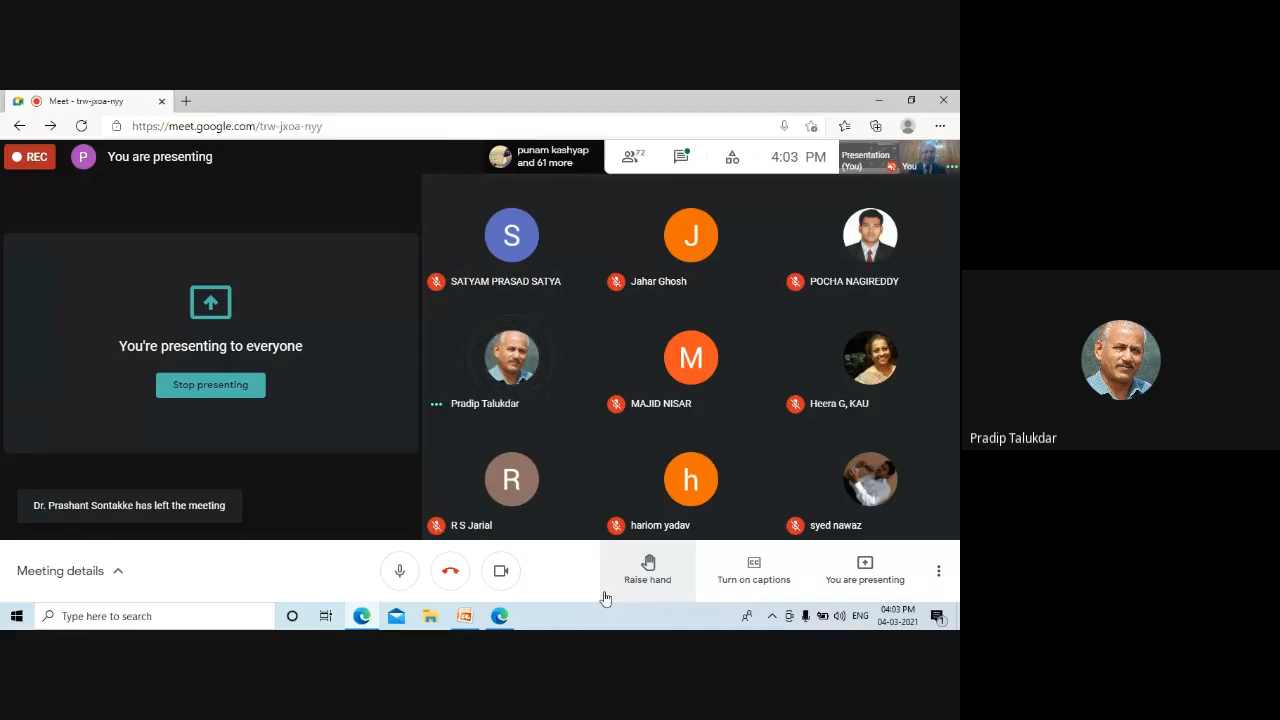 Meet - trw-jxoa-nyy
https://meet.google.com/trw-jxoa-nyy
REC
P
You are presenting
punam kashyap
and 61 more
72
4:03 PM
Presentation
(You)
You
S
SATYAM PRASAD SATYA
J
Jahar Ghosh
POCHA NAGIREDDY
You're presenting to everyone
Stop presenting
Pradip Talukdar
M
MAJID NISAR
Heera G, KAU
Dr. Prashant Sontakke has left the meeting
R
R S Jarial
h
hariom yadav
syed nawaz
Pradip Talukdar
Meeting details
Raise hand
CC
Turn on captions
You are presenting
Type here to search
ENG
04:03 PM
04-03-2021
1